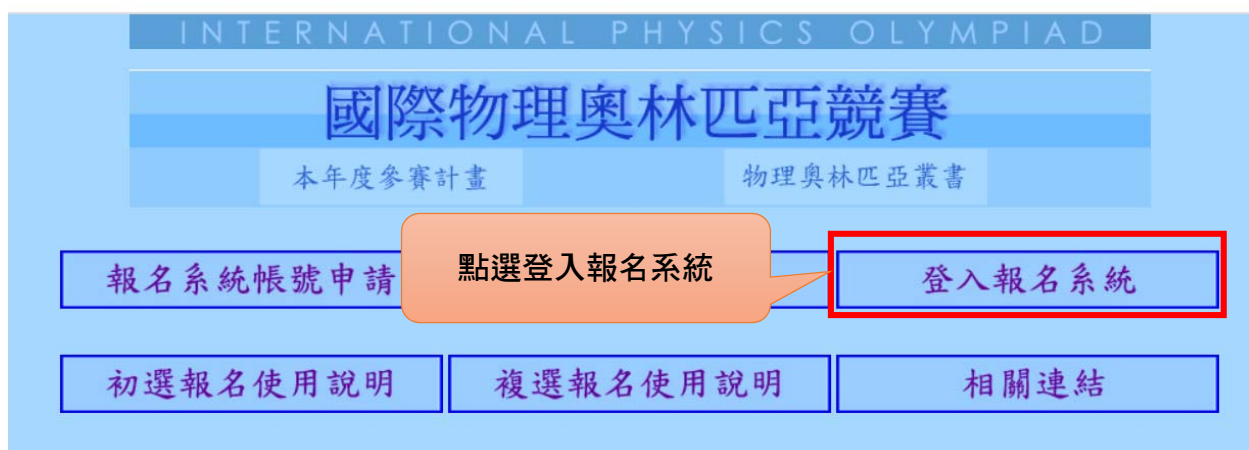 INTERNATIONAL PHYSICS OLYMPIAD
國際物理奧林匹亞競賽
本年度參賽計畫
物理奧林匹亞叢書
報名系統帳號申請
點選登入報名系統
登入報名系統
初選報名使用說明
複選報名使用說明
相關連結